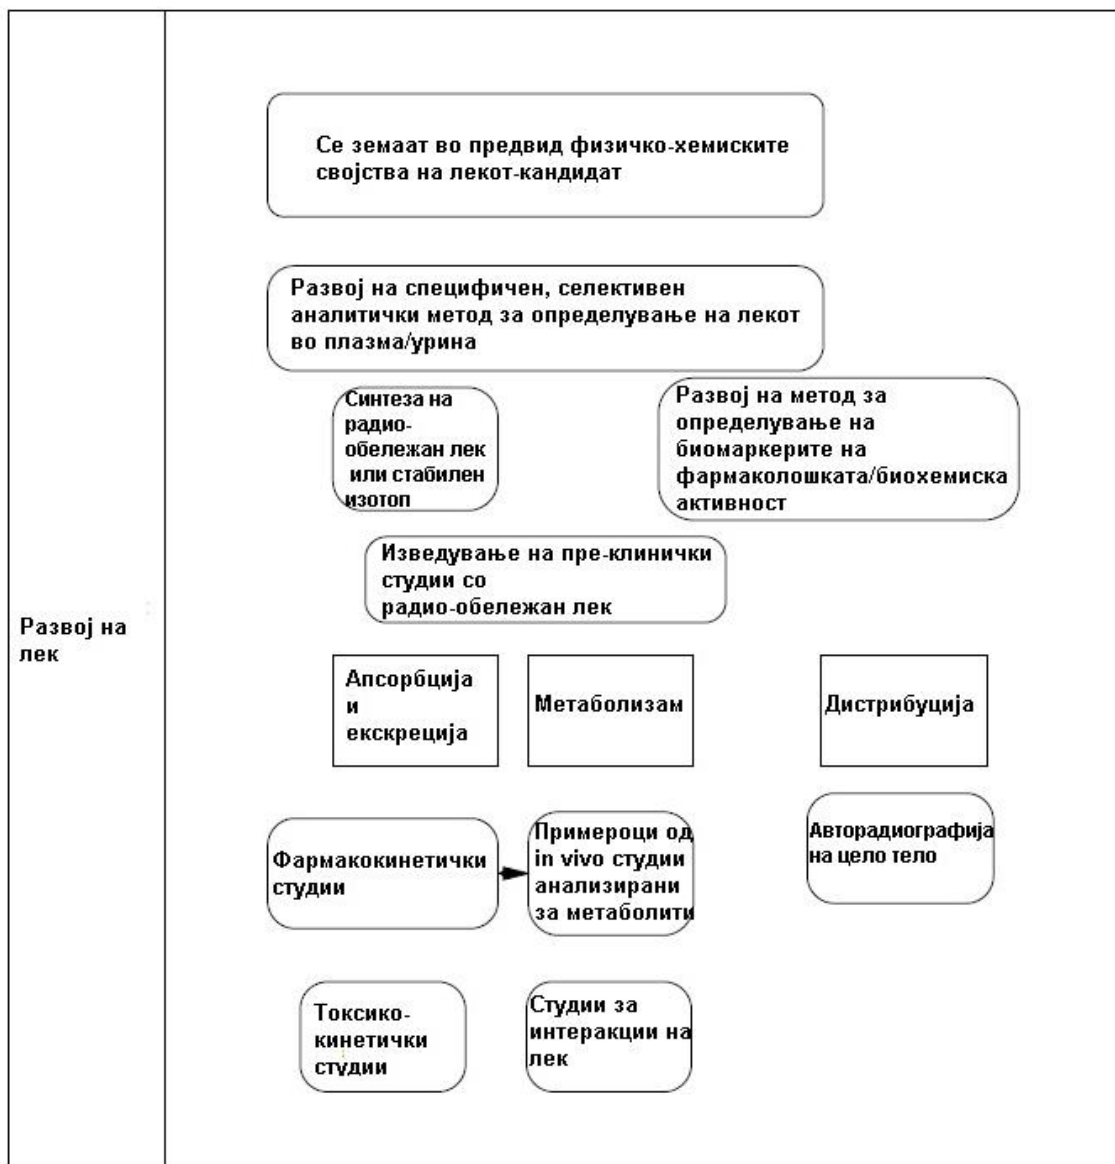 Се земаат во предвид физичко-хемиските
својства на лекот-кандидат
Развој на специфичен, селективен
аналитички метод за определување на лекот
во плазма/урина
Синтеза на
радио-
обележан лек
или стабилен
изотоп
Развој на метод за
определување на
биомаркерите на
фармаколошката/биохемиска
активност
Изведување на пре-клинички
студии со
радио-обележан лек
Развој на
лек
Апсорбција
и
екскреција
Метаболизам
Дистрибуција
Фармакокинетички
студии
Примероци од
in vivo студии
анализирани
за метаболити
Авторадиографија
на цело тело
Токсико-
кинетички
студии
Студии за
интеракции на
лек